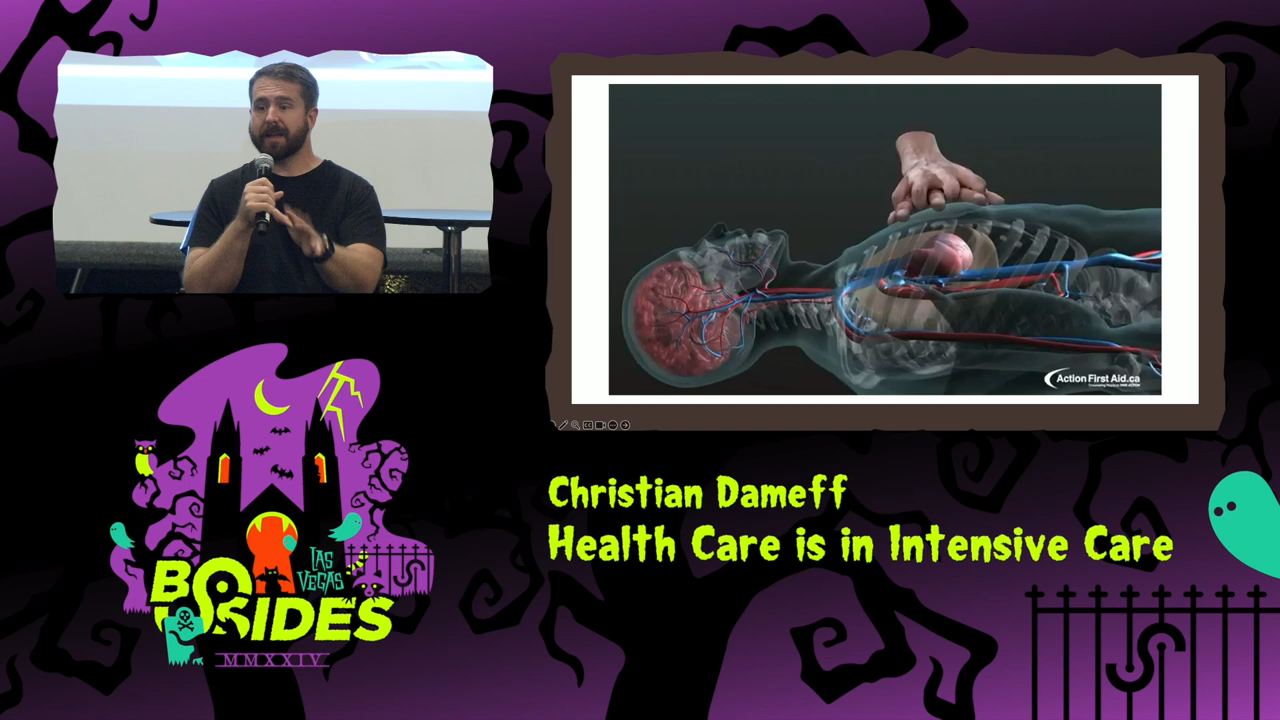 Action First Aid.ca
Christian Dameff
Health Care is in Intensive Care
LAS
VEGAS
BSIDES
MMXXIV